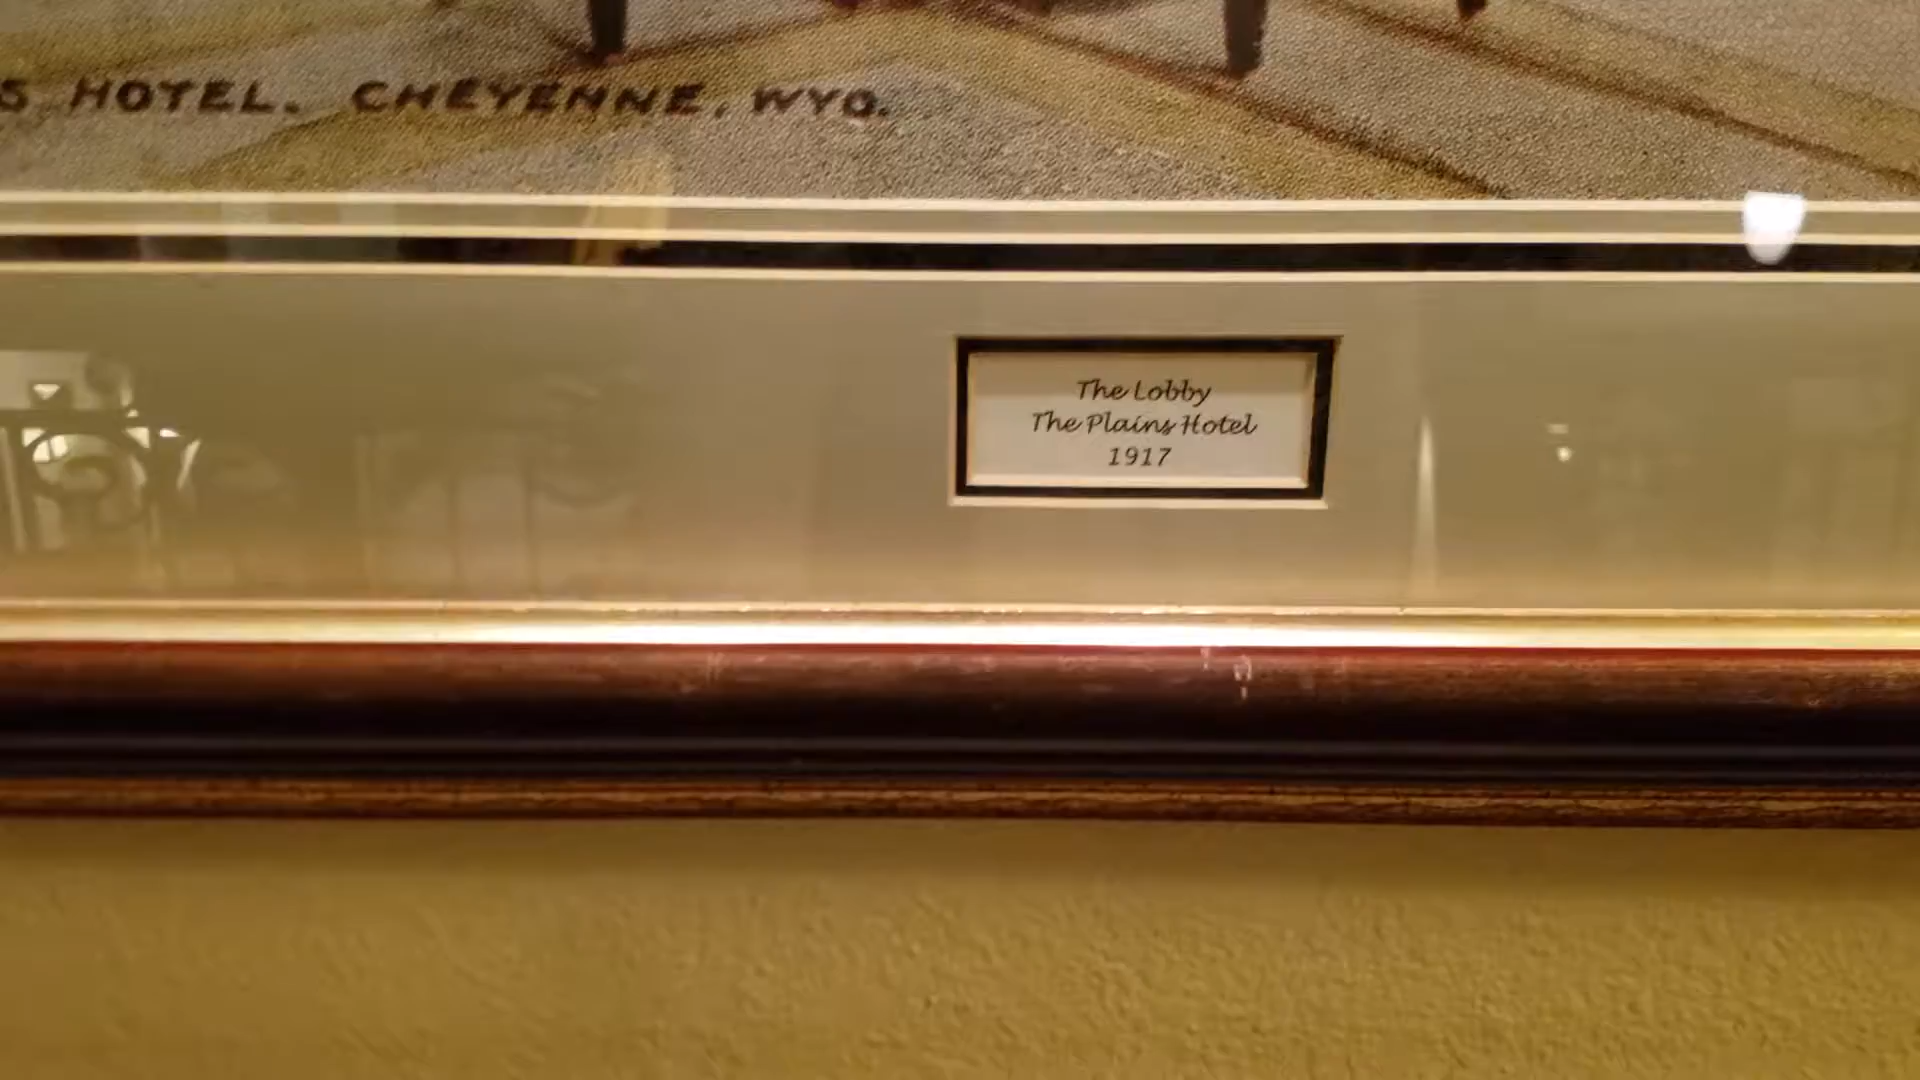 S HOTEL. CHEYENNE, WYO.
The Lobby
The Plains Hotel
1917